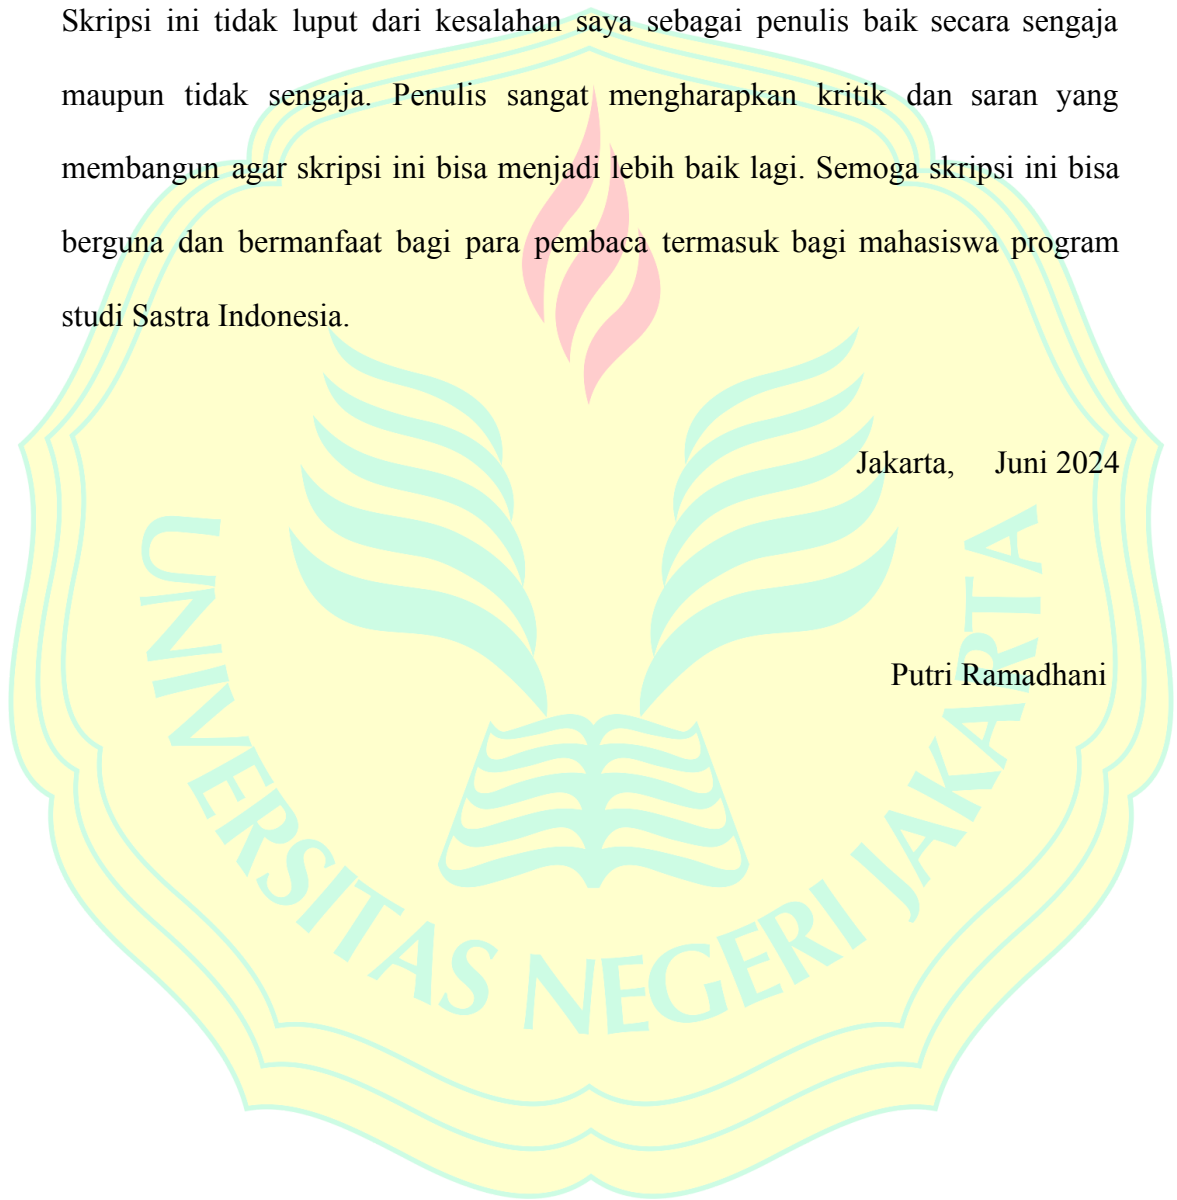 Skripsi ini tidak luput dari kesalahan saya sebagai penulis baik secara sengaja
maupun tidak sengaja. Penulis sangat mengharapkan kritik dan saran yang
membangun agar skripsi ini bisa menjadi lebih baik lagi. Semoga skripsi ini bisa
berguna dan bermanfaat bagi para pembaca termasuk bagi mahasiswa program
studi Sastra Indonesia.
Jakarta, Juni 2024
Putri Ramadhani
UNIVERSITAS NEGERI JAKARTA